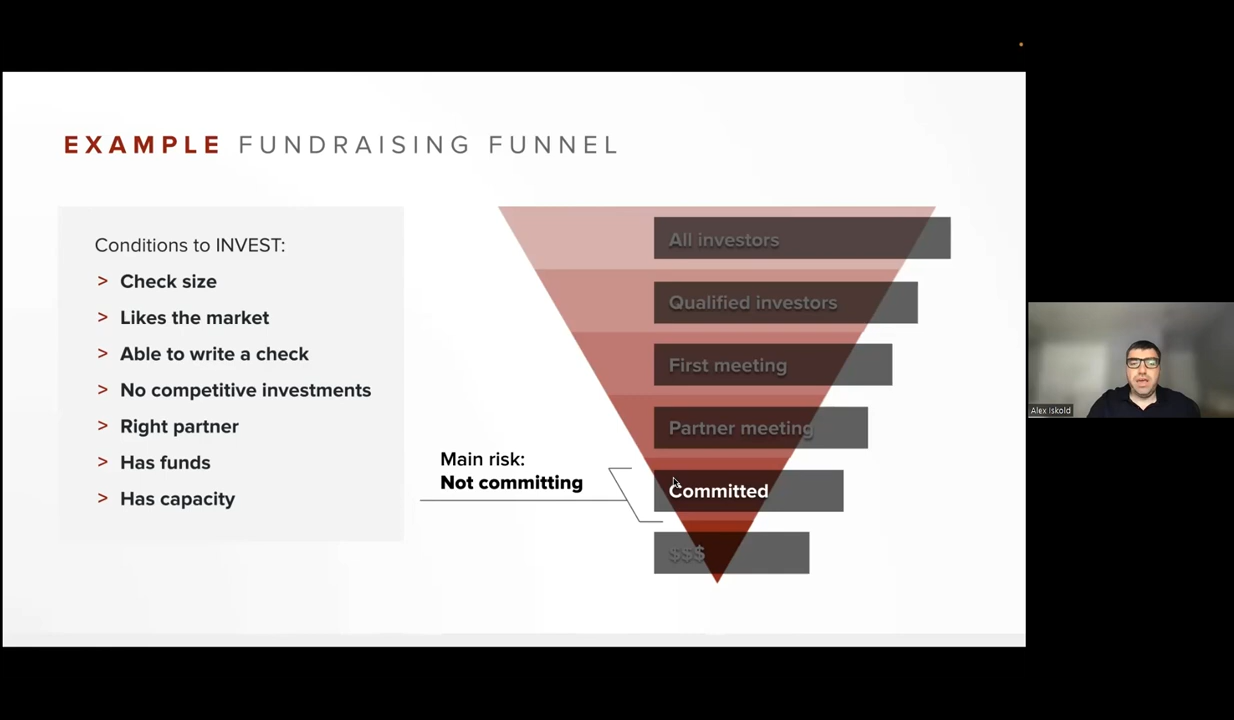 EXAMPLE FUNDRAISING FUNNEL
Conditions to INVEST:
> Check size
> Likes the market
> Able to write a check
> No competitive investments
> Right partner
> Has funds
> Has capacity
Main risk:
Not committing
All investors
Qualified investors
First meeting
Partner meeting
Committed
$$$
Alex Iskold